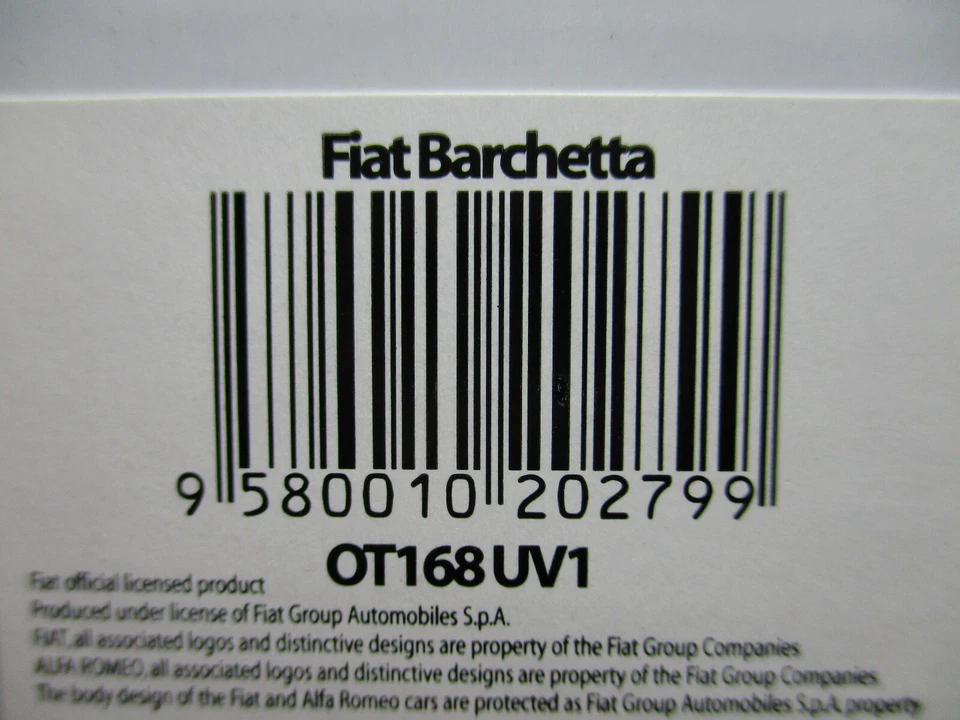 Fiat Barchetta
9 580010 202799
OT168 UV1
Fiat official licensed product
Produced under license of Fiat Group Automobiles S.p.A.
FIAT, all associated logos and distinctive designs are property of the Fiat Group Companies
ALFA ROMEO, all associated logos and distinctive designs are property of the Fiat Group Companies
The body design of the Fiat and Alfa Romeo cars are protected as Fiat Group Automobiles S.p.A. property